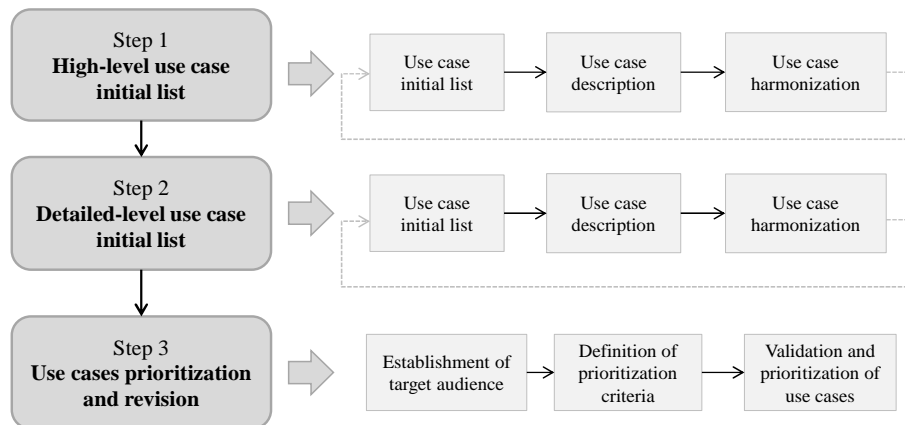 Step 1
High-level use case
initial list
Use case
initial list
Use case
description
Use case
harmonization
Step 2
Detailed-level use case
initial list
Use case
initial list
Use case
description
Use case
harmonization
Step 3
Use cases prioritization
and revision
Establishment of
target audience
Definition of
prioritization
criteria
Validation and
prioritization of
use cases